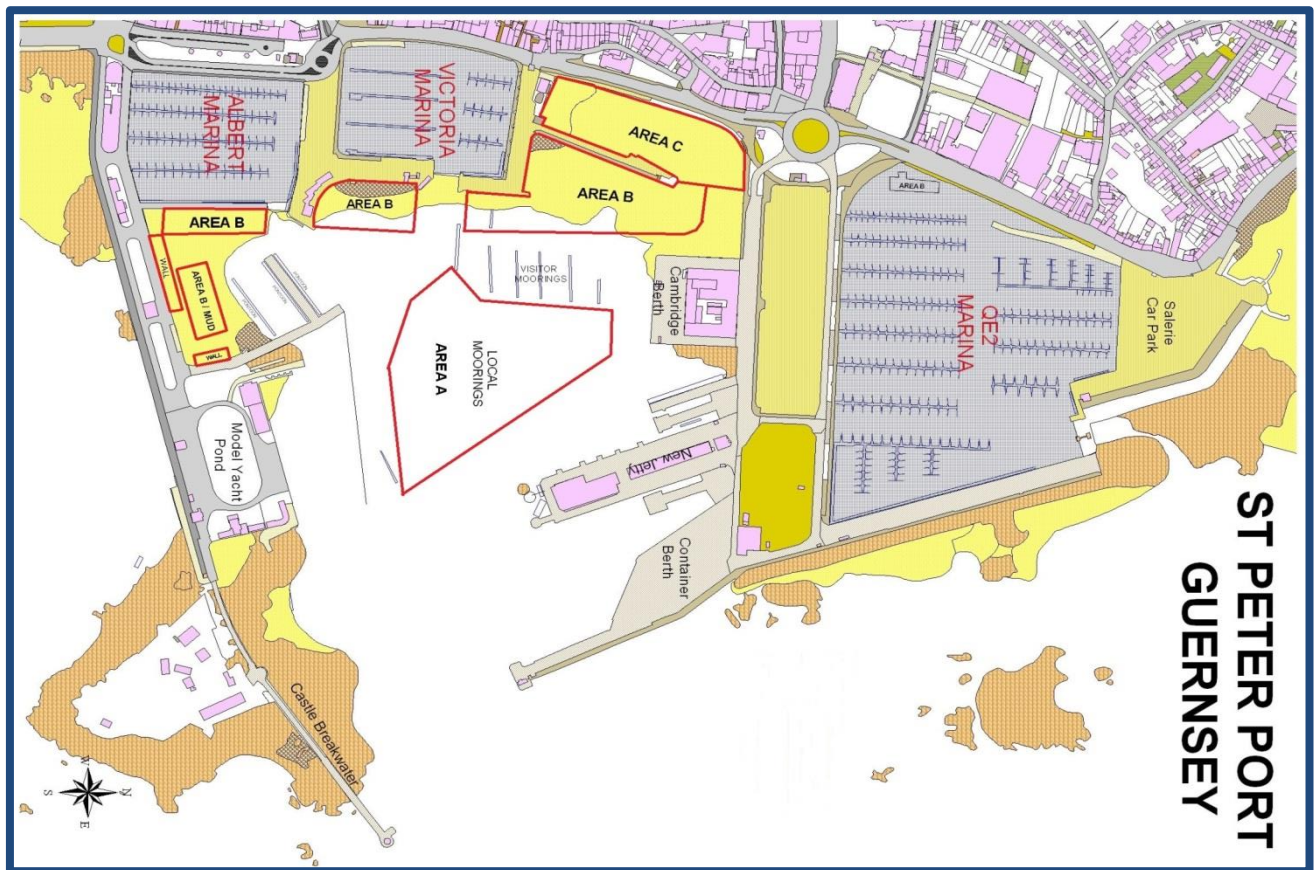 ST PETER PORT
GUERNSEY
ALBERT
MARINA
VICTORIA
MARINA
AREA C
AREA B
AREA B
AREA B
AREA B
WALL
AREA B / MUD
WALL
VISITOR
MOORINGS
Cambridge
Berth
QE2
MARINA
Salerie
Car Park
LOCAL
MOORINGS
AREA A
Model Yacht
Pond
New Jetty
Container
Berth
Castle Breakwater
W
N
S
E